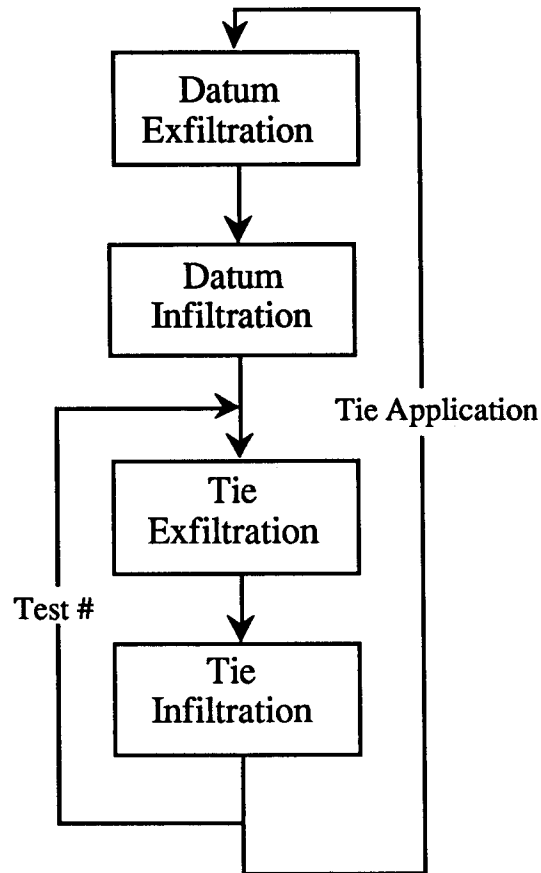 Datum
Exfiltration
Datum
Infiltration
Tie Application
Tie
Exfiltration
Test #
Tie
Infiltration